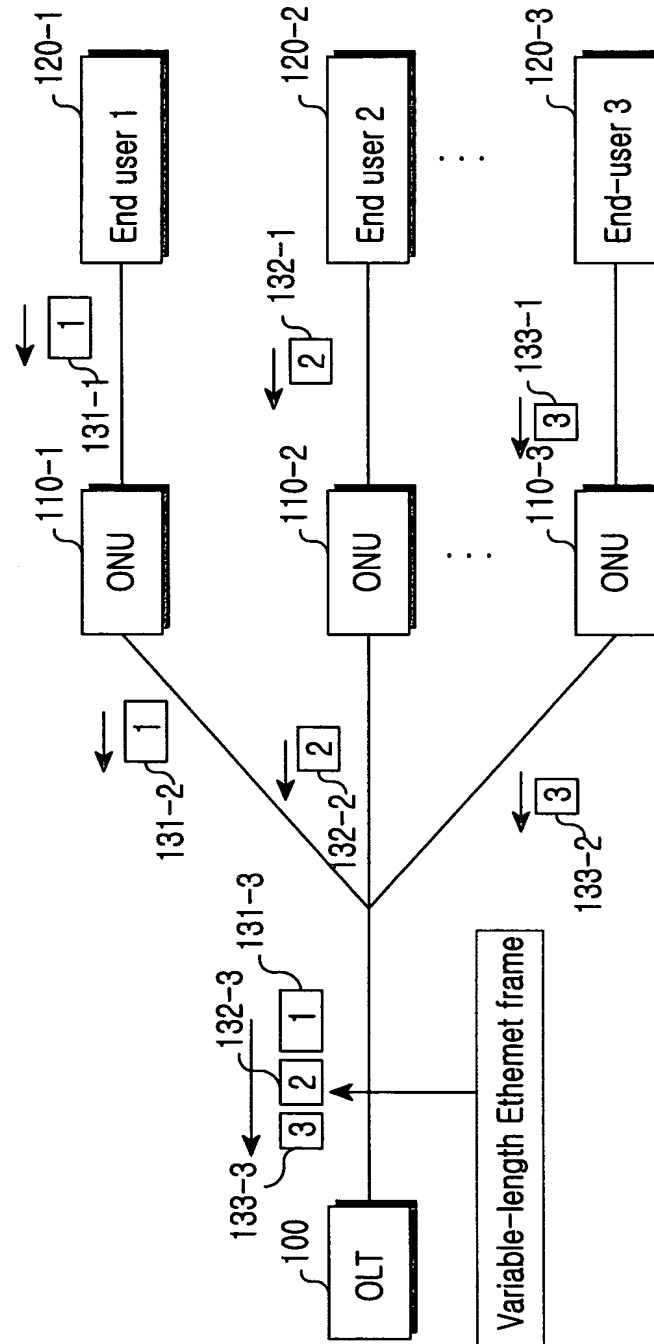 110-1
120-1
1
131-1
ONU
End user 1
1
131-2
133-3
132-3
131-3
3
2
1
100
OLT
Variable-length Ethemet frame
2
132-2
110-2
ONU
2
132-1
120-2
End user 2
. . .
. . .
3
133-2
110-3
ONU
3
133-1
120-3
End-user 3